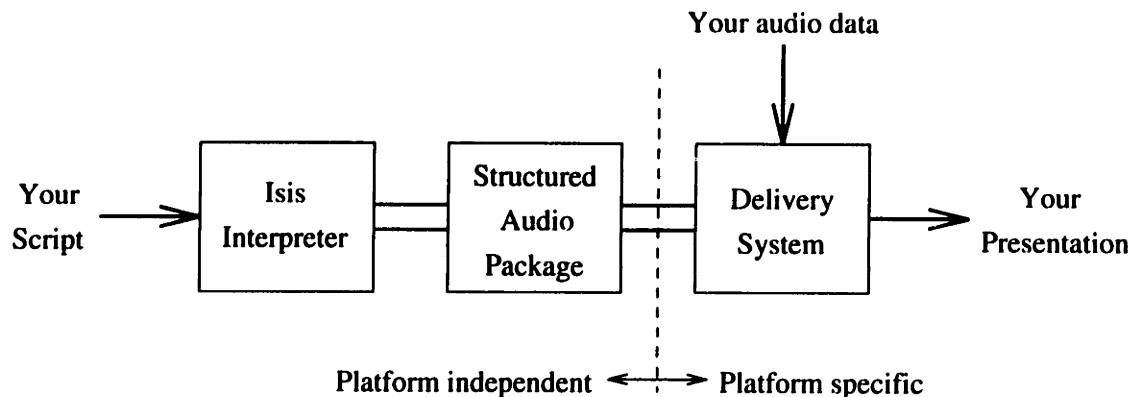 Your audio data
Your
Script
Isis
Interpreter
Structured
Audio
Package
Delivery
System
Your
Presentation
Platform independent
Platform specific